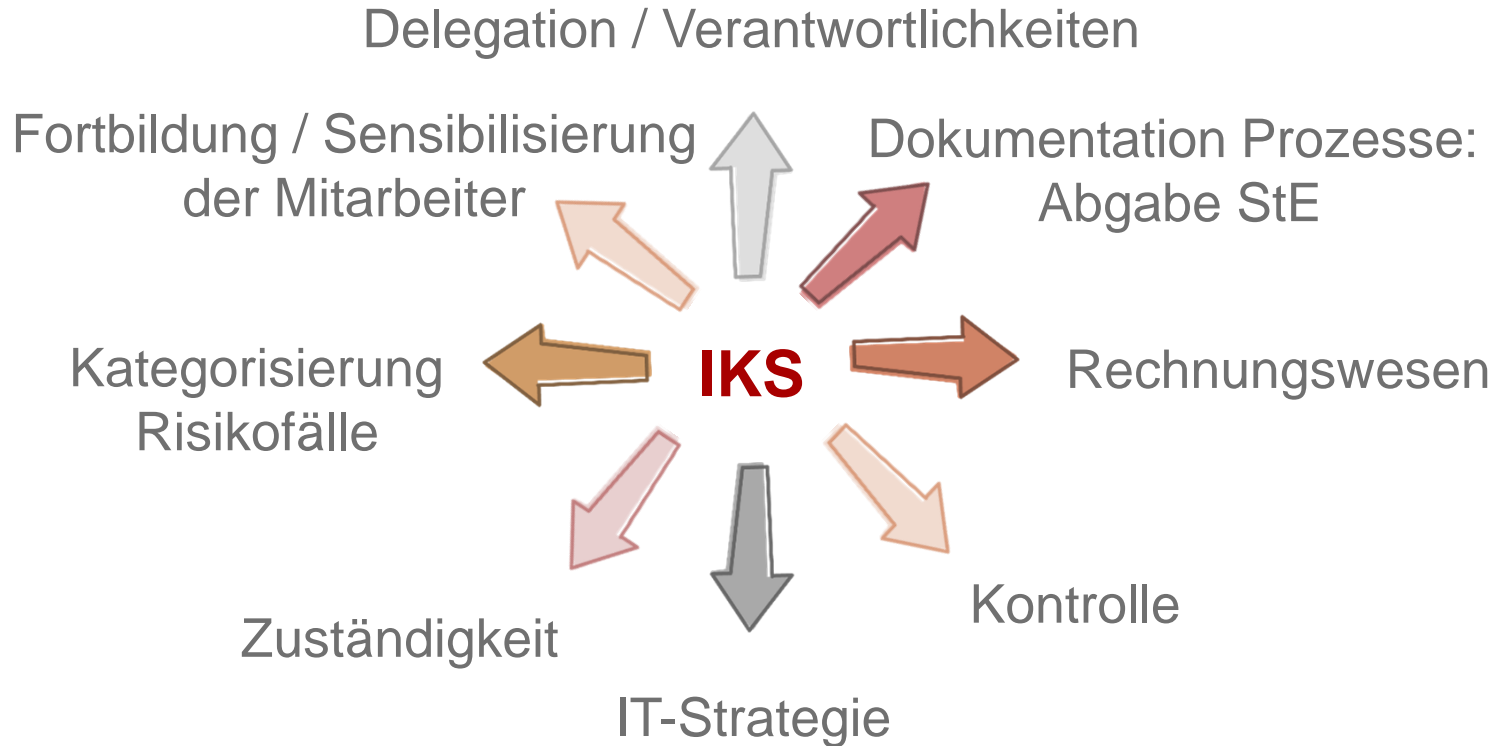 Delegation / Verantwortlichkeiten
Fortbildung / Sensibilisierung
der Mitarbeiter
Dokumentation Prozesse:
Abgabe StE
Kategorisierung
Risikofälle
IKS
Rechnungswesen
Zuständigkeit
Kontrolle
IT-Strategie